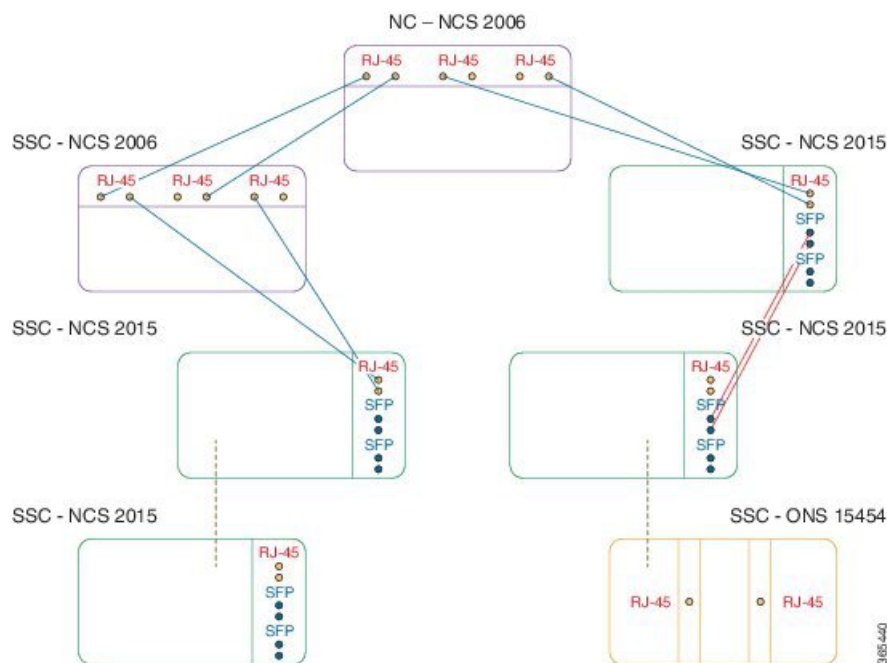 NC – NCS 2006
RJ-45 RJ-45 RJ-45
SSC - NCS 2006
RJ-45 RJ-45 RJ-45
SSC - NCS 2015
RJ-45
SFP
SFP
SSC - NCS 2015
RJ-45
SFP
SFP
SSC - NCS 2015
RJ-45
SFP
SFP
SSC - NCS 2015
RJ-45
SFP
SFP
SSC - ONS 15454
RJ-45 RJ-45
365440